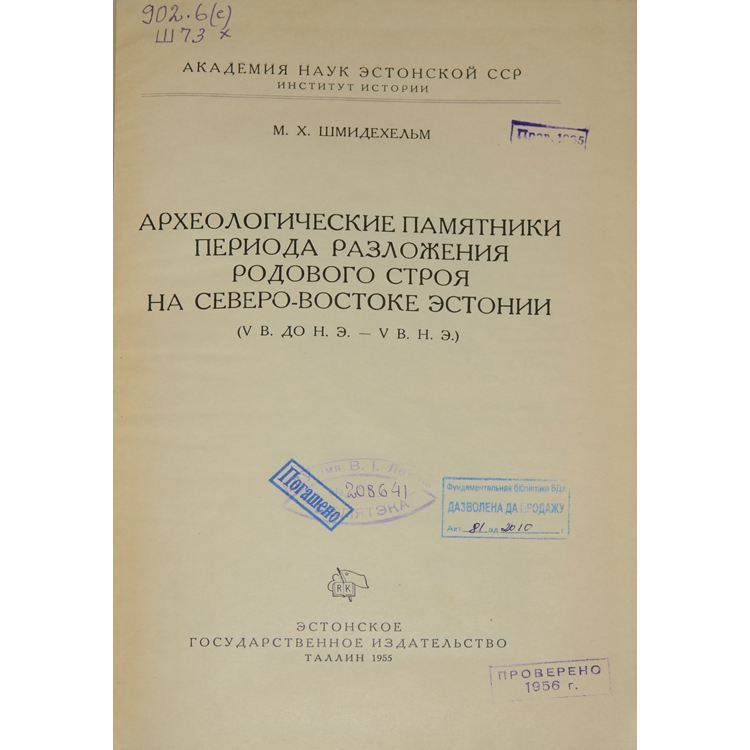 902.6(с)
Ш73 х
АКАДЕМИЯ НАУК ЭСТОНСКОЙ ССР
ИНСТИТУТ ИСТОРИИ
М. Х. ШМИДЕХЕЛЬМ
АРХЕОЛОГИЧЕСКИЕ ПАМЯТНИКИ
ПЕРИОДА РАЗЛОЖЕНИЯ
РОДОВОГО СТРОЯ
НА СЕВЕРО-ВОСТОКЕ ЭСТОНИИ
(V В. ДО Н. Э. — V В. Н. Э.)
В. І.
Погашено
208641
Фундаментальная бібліятэка БДУ
ДАЗВОЛЕНА ДА ПРОДАЖУ
Акт 81 ад 2010 г.
RK
ЭСТОНСКОЕ
ГОСУДАРСТВЕННОЕ ИЗДАТЕЛЬСТВО
ТАЛЛИН 1955
ПРОВЕРЕНО
1956 г.